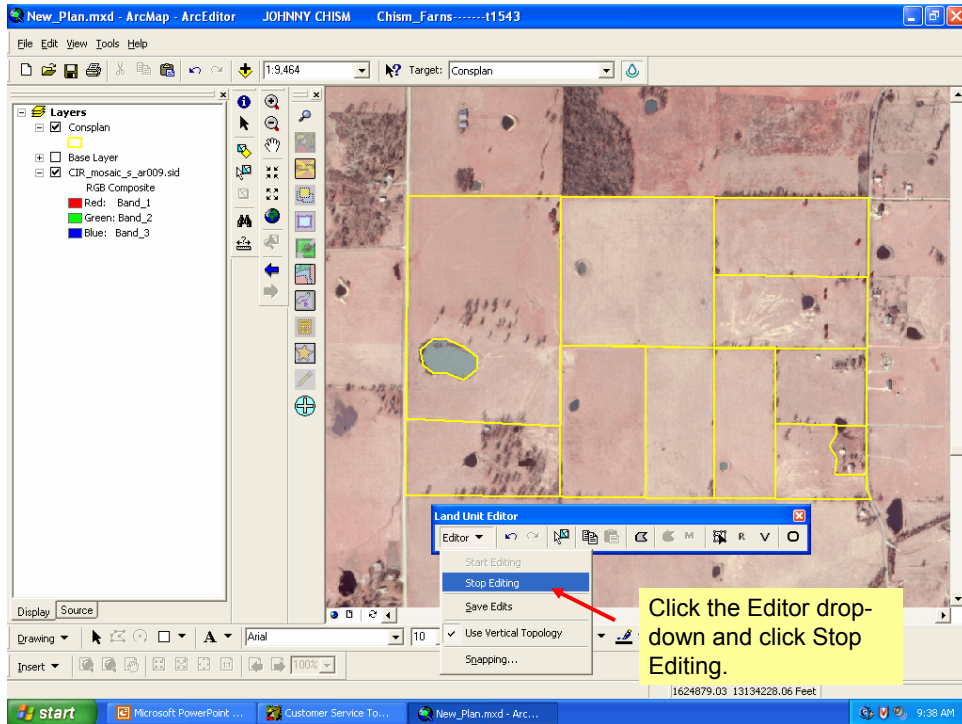 New_Plan.mxd - ArcMap - ArcEditor JOHNNY CHISM Chism_Farns-------t1543
File Edit View Tools Help
1:9,464 Target: Consplan
Layers
Consplan
Base Layer
CIR_mosaic_s_ar009.sid
RGB Composite
Red: Band_1
Green: Band_2
Blue: Band_3
Land Unit Editor
Editor M R V
Start Editing
Stop Editing
Save Edits
Use Vertical Topology
Snapping...
Click the Editor drop-
down and click Stop
Editing.
Display Source
Drawing A Arial 10
Insert 100%
1624879.03 13134228.06 Feet
start Microsoft PowerPoint ... Customer Service To... New_Plan.mxd - Arc... 9:38 AM